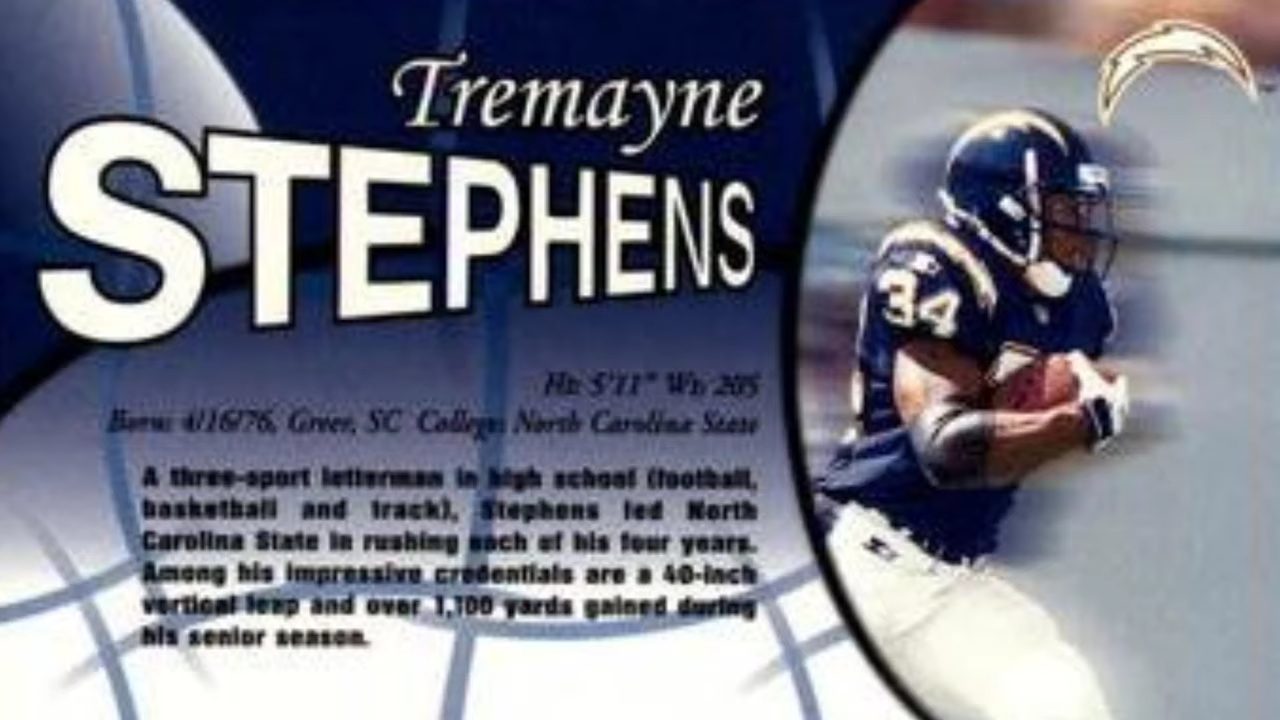 Tremayne
STEPHENS
Ht: 5'11" Wt: 205
Born: 4/16/76, Greer, SC College: North Carolina State
A three-sport letterman in high school (football,
basketball and track), Stephens led North
Carolina State in rushing each of his four years.
Among his impressive credentials are a 40-inch
vertical leap and over 1,100 yards gained during
his senior season.
34